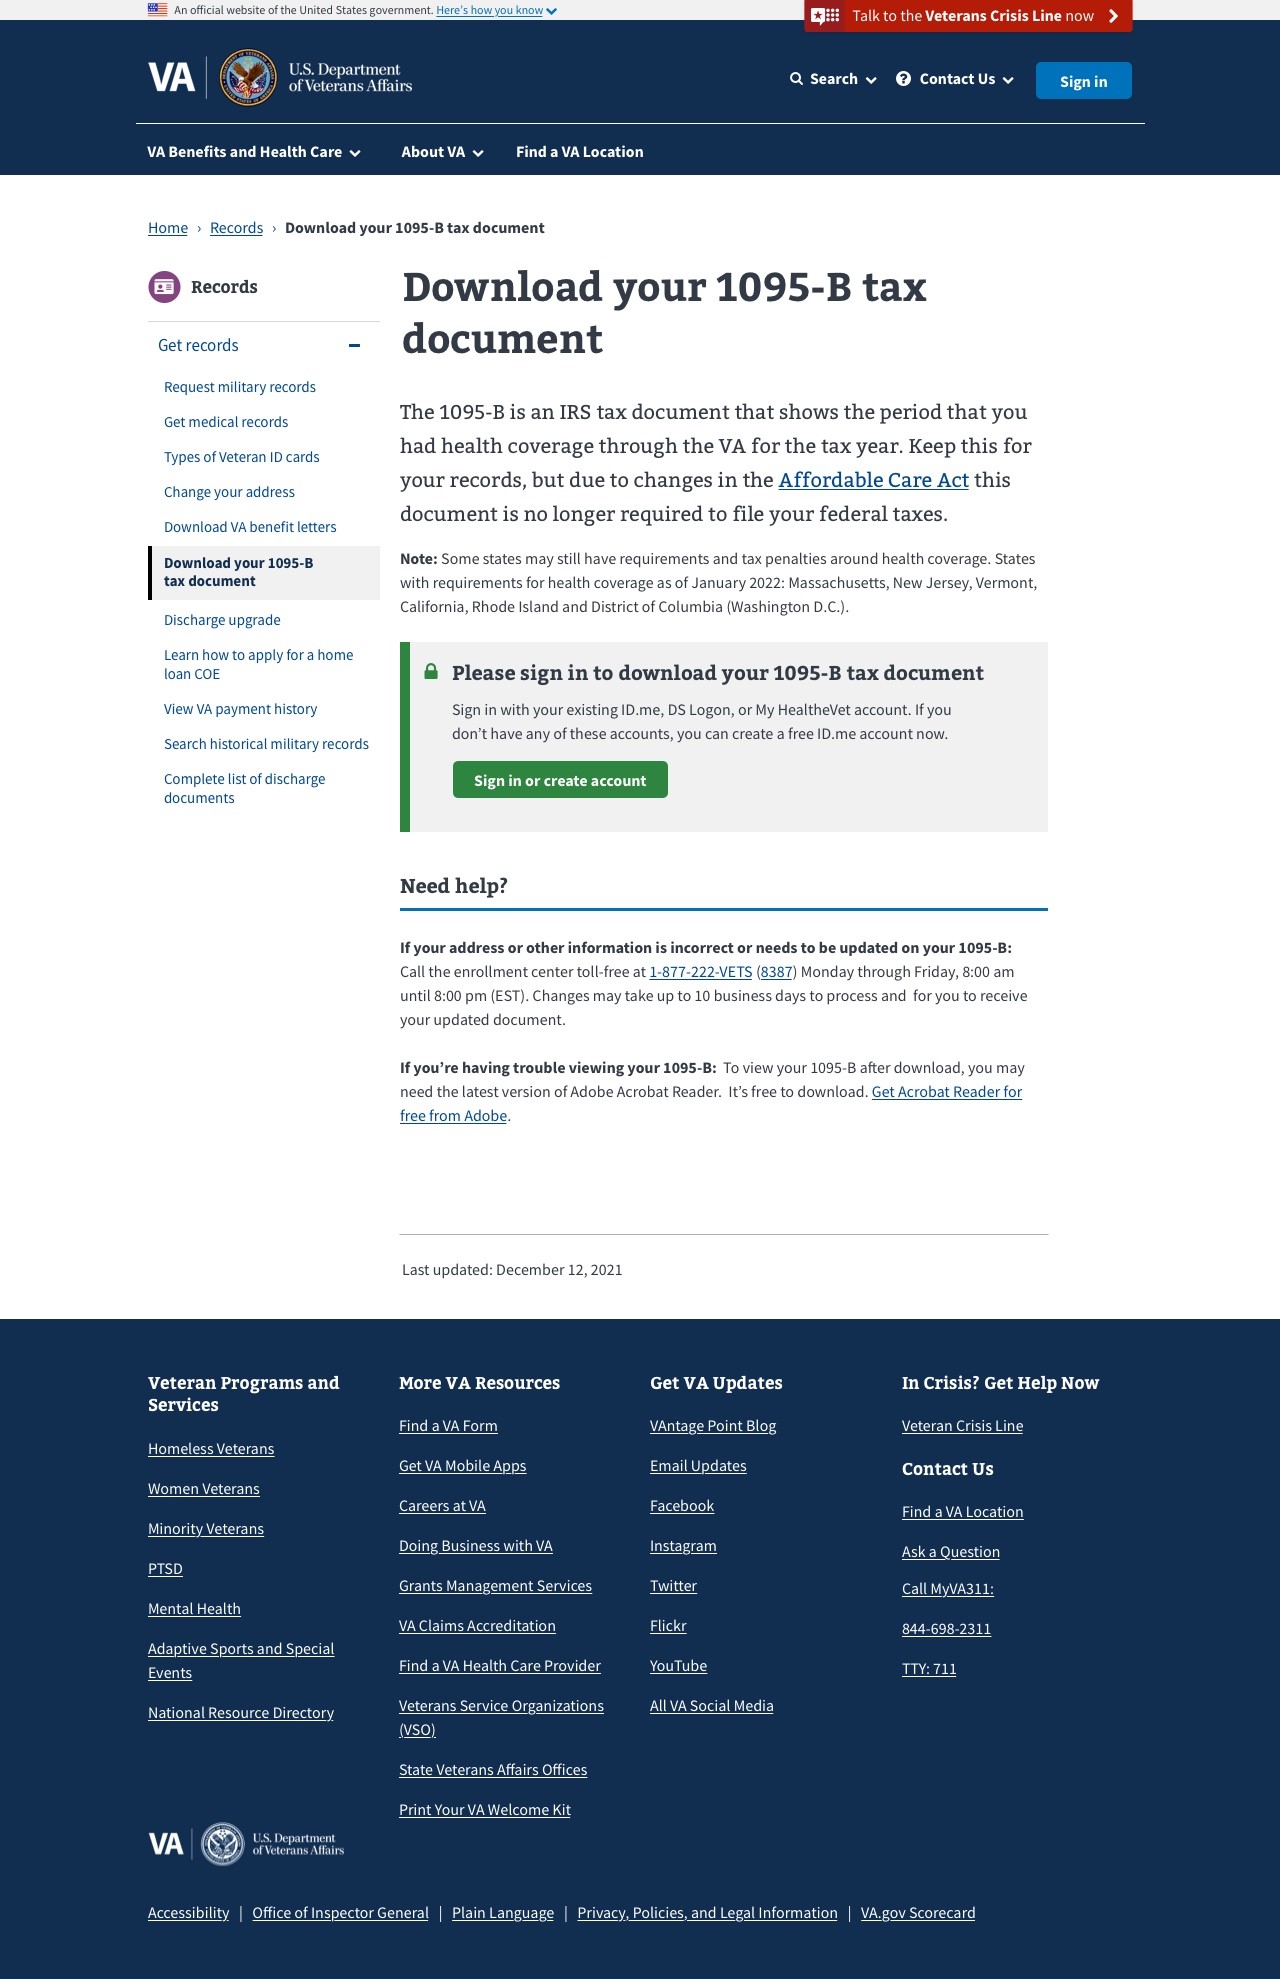 An official website of the United States government. Here's how you know
Talk to the Veterans Crisis Line now
VA
U.S. Department
of Veterans Affairs
Search
Contact Us
Sign in
VA Benefits and Health Care
About VA
Find a VA Location
Home › Records › Download your 1095-B tax document
Records
Get records
Request military records
Get medical records
Types of Veteran ID cards
Change your address
Download VA benefit letters
Download your 1095-B
tax document
Discharge upgrade
Learn how to apply for a home
loan COE
View VA payment history
Search historical military records
Complete list of discharge
documents
Download your 1095-B tax
document
The 1095-B is an IRS tax document that shows the period that you
had health coverage through the VA for the tax year. Keep this for
your records, but due to changes in the Affordable Care Act this
document is no longer required to file your federal taxes.
Note: Some states may still have requirements and tax penalties around health coverage. States
with requirements for health coverage as of January 2022: Massachusetts, New Jersey, Vermont,
California, Rhode Island and District of Columbia (Washington D.C.).
Please sign in to download your 1095-B tax document
Sign in with your existing ID.me, DS Logon, or My HealtheVet account. If you
don't have any of these accounts, you can create a free ID.me account now.
Sign in or create account
Need help?
If your address or other information is incorrect or needs to be updated on your 1095-B:
Call the enrollment center toll-free at 1-877-222-VETS (8387) Monday through Friday, 8:00 am
until 8:00 pm (EST). Changes may take up to 10 business days to process and for you to receive
your updated document.
If you're having trouble viewing your 1095-B: To view your 1095-B after download, you may
need the latest version of Adobe Acrobat Reader. It's free to download. Get Acrobat Reader for
free from Adobe.
Last updated: December 12, 2021
Veteran Programs and
Services
Homeless Veterans
Women Veterans
Minority Veterans
PTSD
Mental Health
Adaptive Sports and Special
Events
National Resource Directory
More VA Resources
Find a VA Form
Get VA Mobile Apps
Careers at VA
Doing Business with VA
Grants Management Services
VA Claims Accreditation
Find a VA Health Care Provider
Veterans Service Organizations
(VSO)
State Veterans Affairs Offices
Print Your VA Welcome Kit
Get VA Updates
VAntage Point Blog
Email Updates
Facebook
Instagram
Twitter
Flickr
YouTube
All VA Social Media
In Crisis? Get Help Now
Veteran Crisis Line
Contact Us
Find a VA Location
Ask a Question
Call MyVA311:
844-698-2311
TTY: 711
VA
U.S. Department
of Veterans Affairs
Accessibility | Office of Inspector General | Plain Language | Privacy, Policies, and Legal Information | VA.gov Scorecard